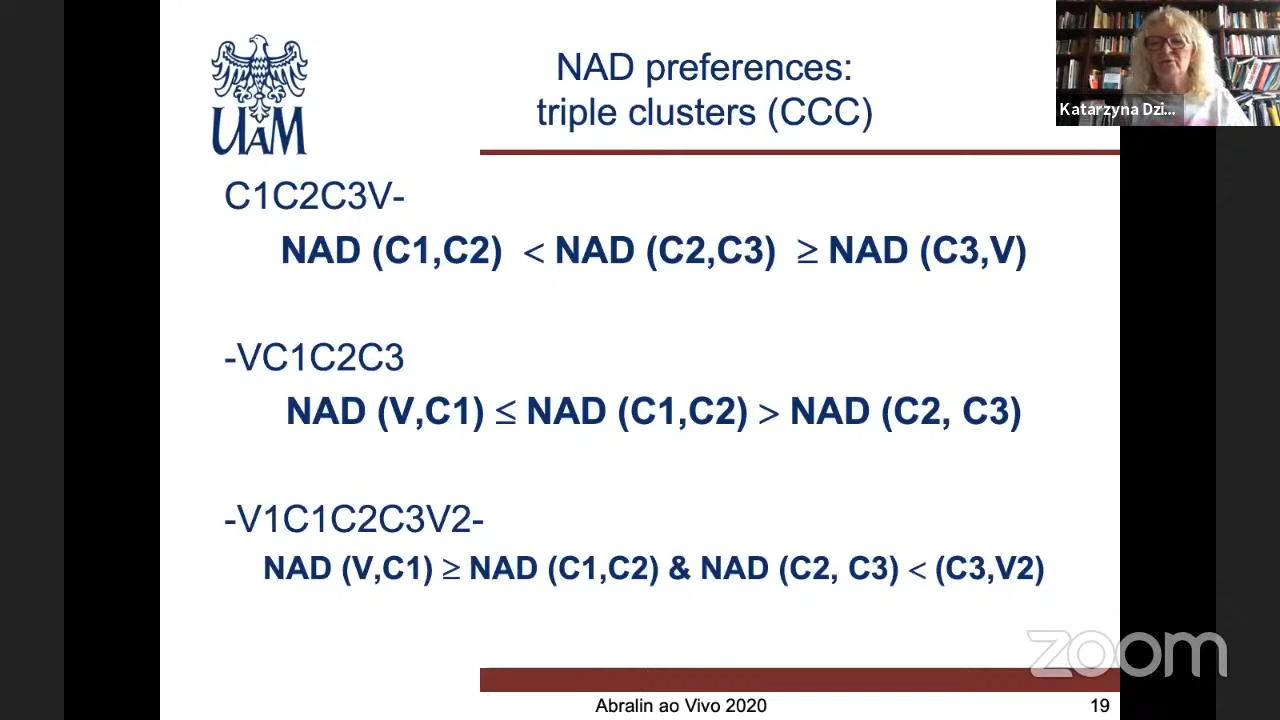 NAD preferences:
triple clusters (CCC)
UAM
Katarzyna Dzi...
C1C2C3V-
NAD (C1,C2) < NAD (C2,C3) ≥ NAD (C3,V)
-VC1C2C3
NAD (V,C1) ≤ NAD (C1,C2) > NAD (C2, C3)
-V1C1C2C3V2-
NAD (V,C1) ≥ NAD (C1,C2) & NAD (C2, C3) < (C3,V2)
zoom
Abralin ao Vivo 2020
19